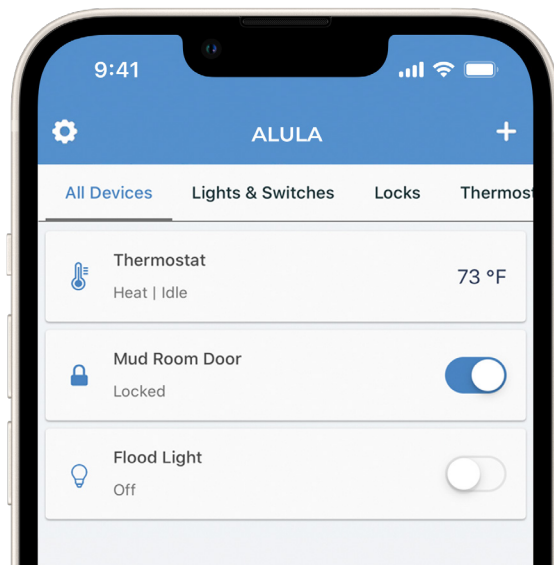 9:41
ALULA
All Devices Lights & Switches Locks Thermost
Thermostat
Heat | Idle
73 °F
Mud Room Door
Locked
Flood Light
Off